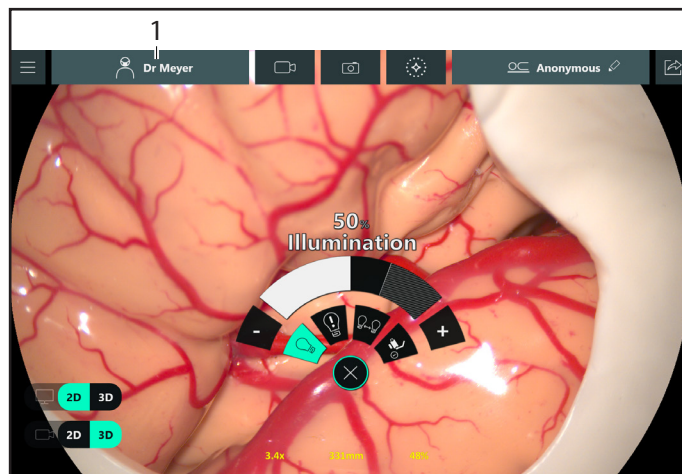 1
Dr Meyer
Anonymous
50%
Illumination
- +
2D 3D
2D 3D
3.4x 331mm 48%